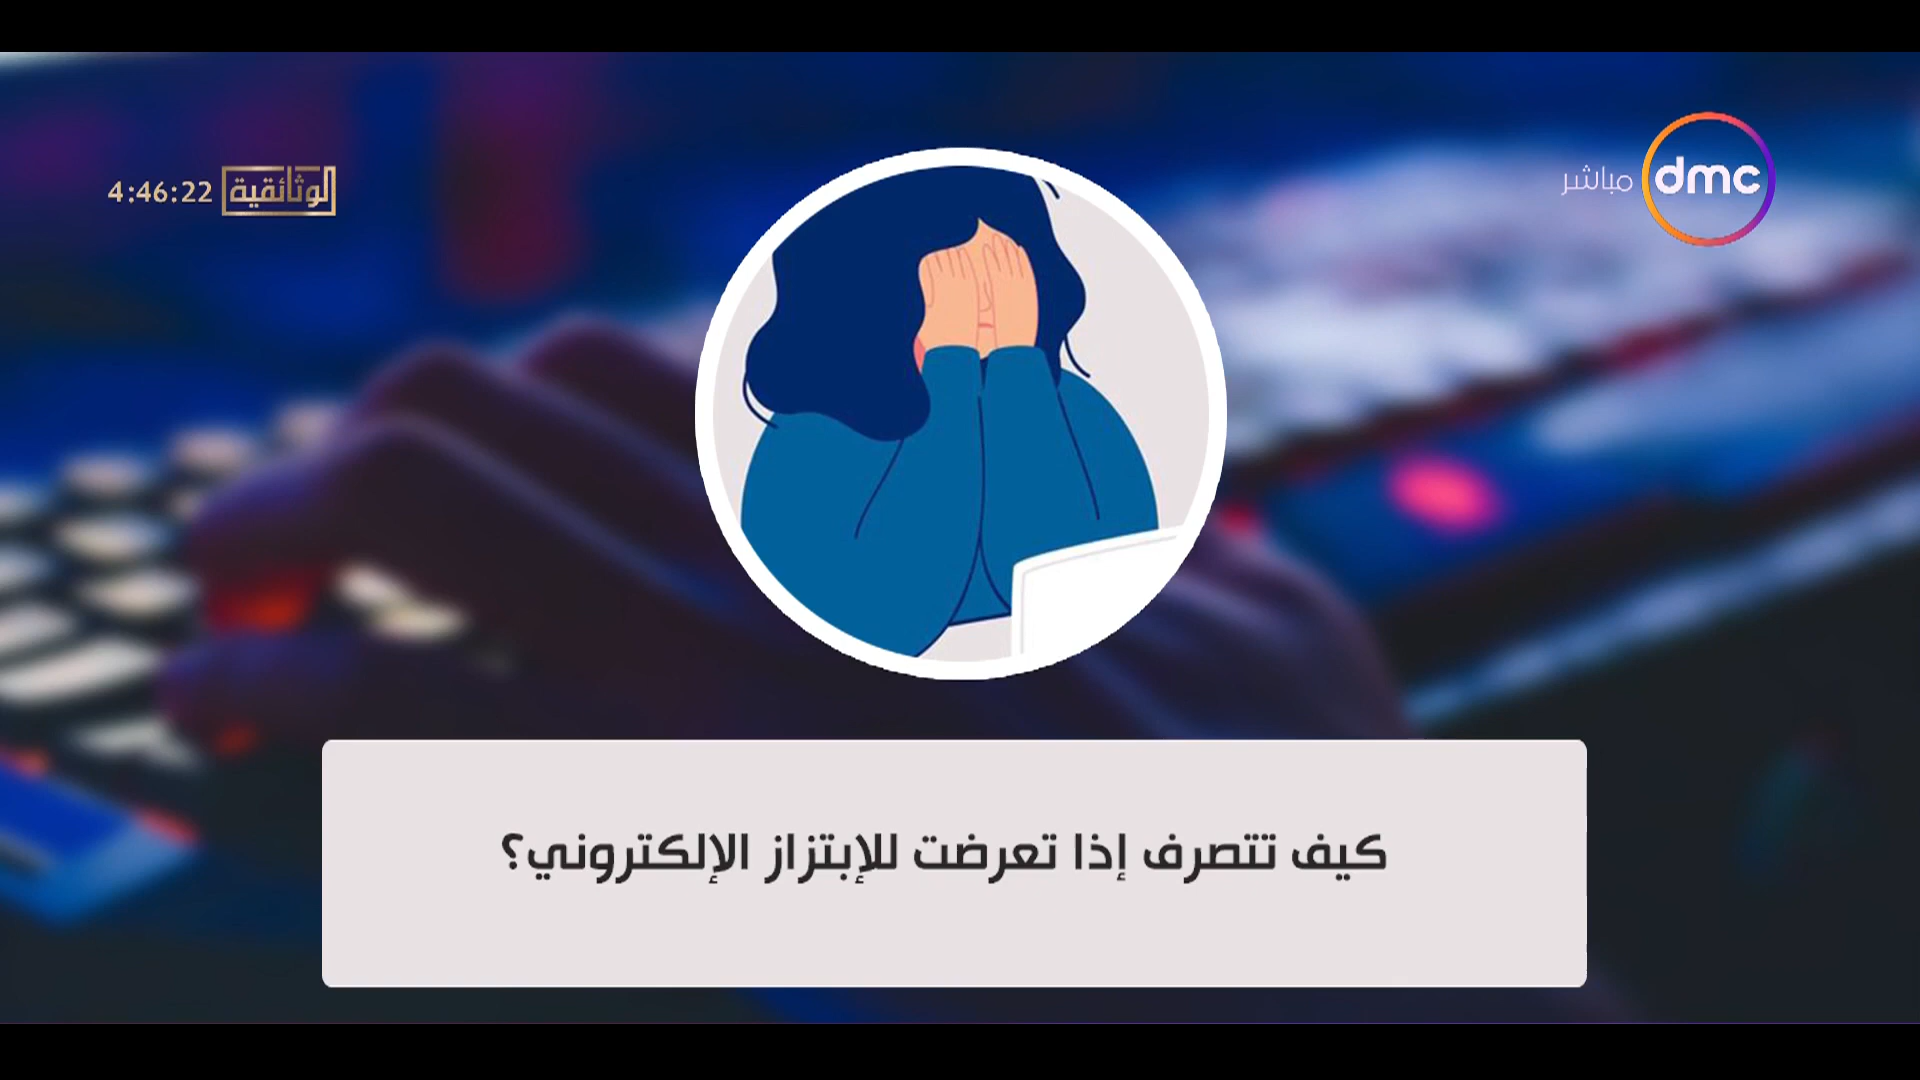 dmc
مباشر
الوثائقية
4:46:22
كيف تتصرف إذا تعرضت للإبتزاز الإلكتروني؟